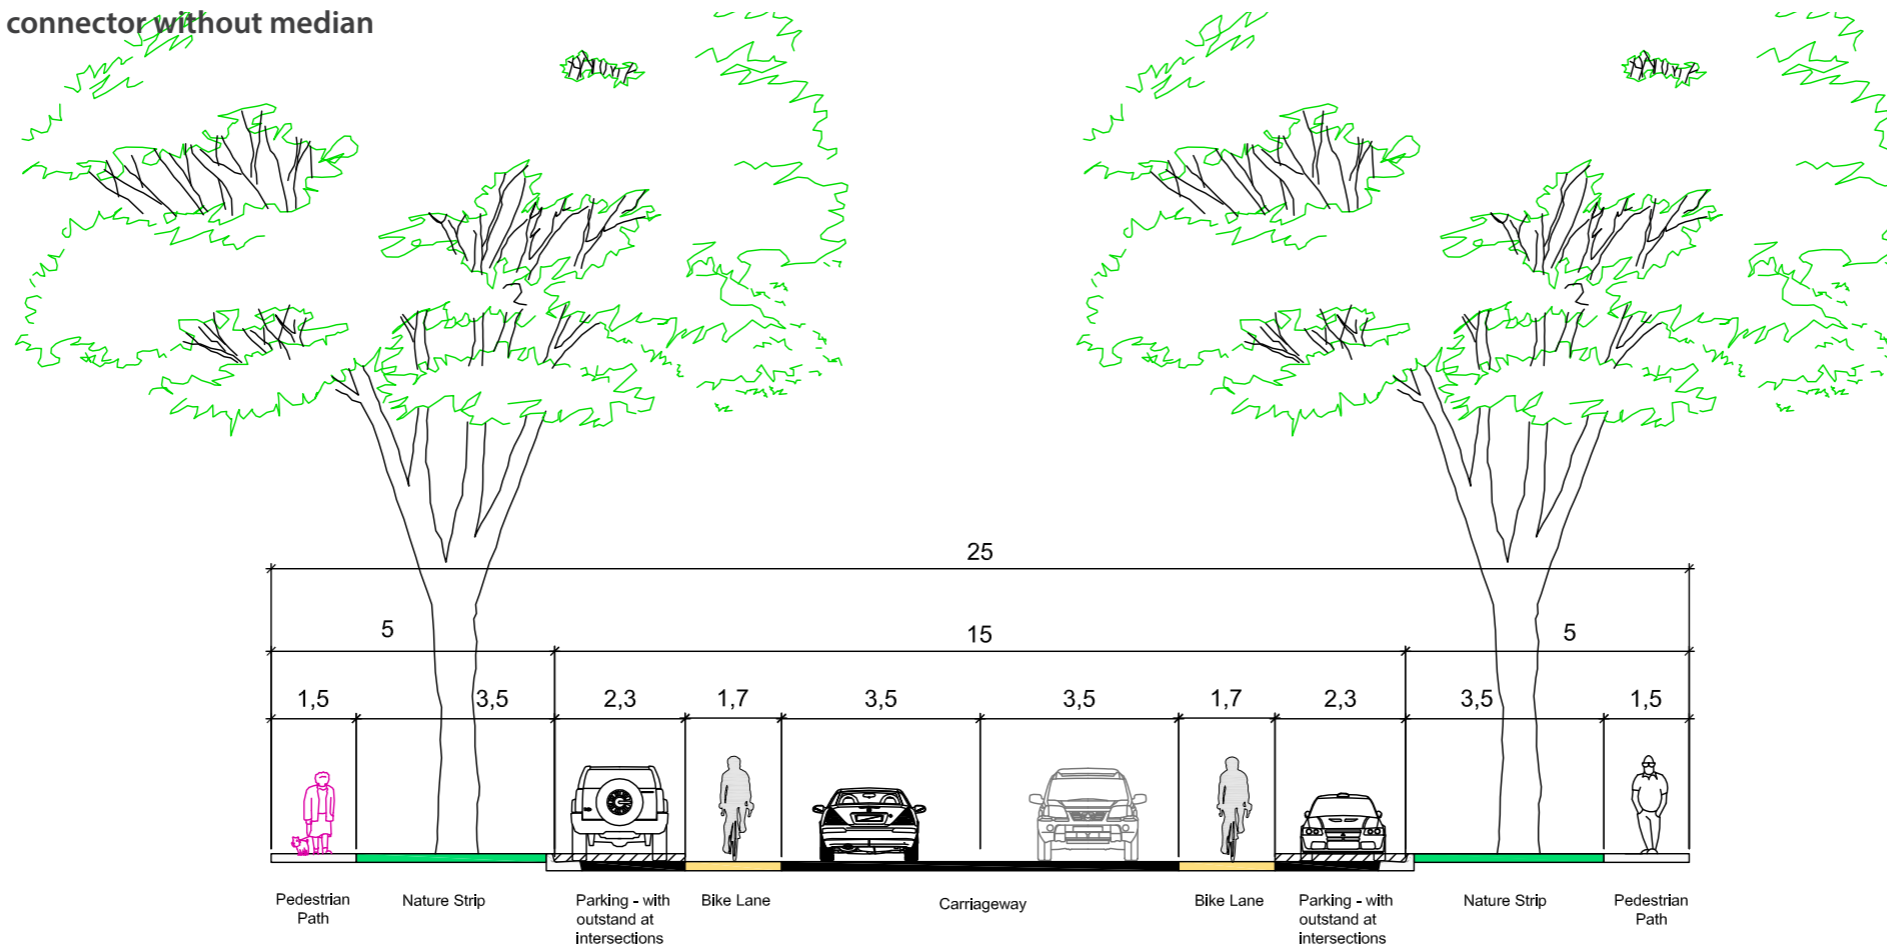 connector without median
25
5
15
5
1,5
3,5
2,3
1,7
3,5
3,5
1,7
2,3
3,5
1,5
Pedestrian
Path
Nature Strip
Parking - with
outstand at
intersections
Bike Lane
Carriageway
Bike Lane
Parking - with
outstand at
intersections
Nature Strip
Pedestrian
Path